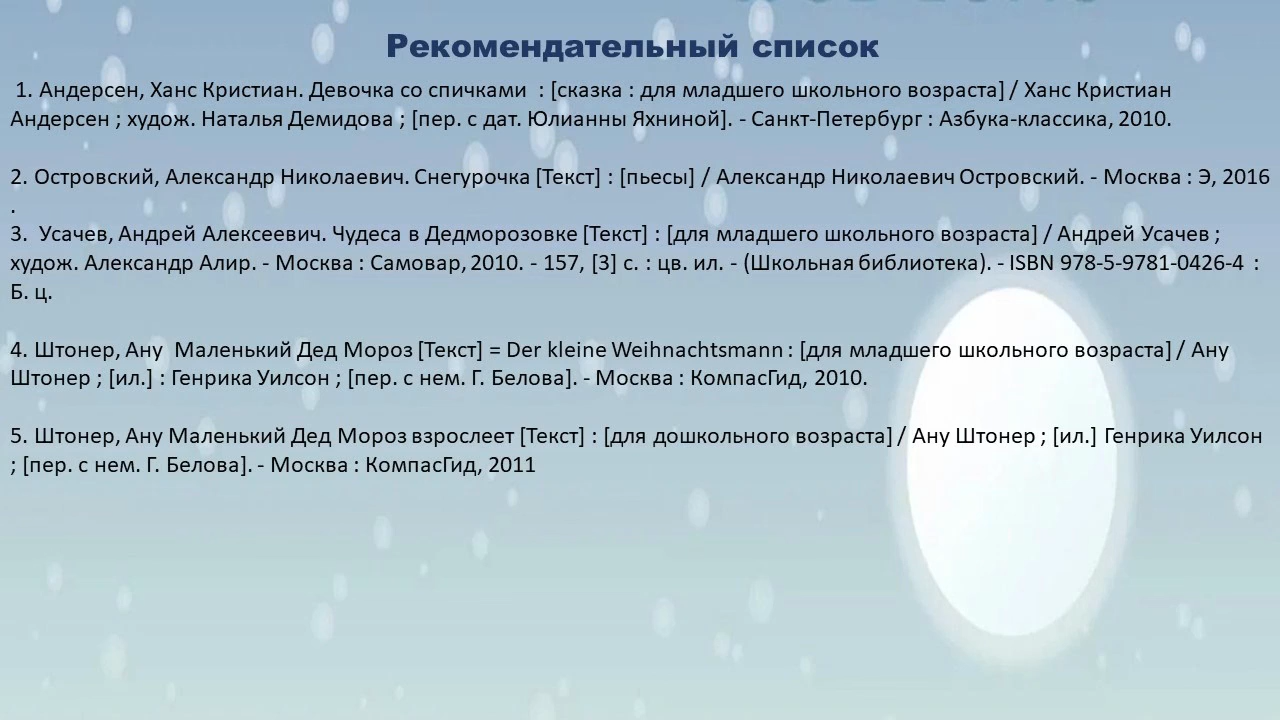 Рекомендательный список
1. Андерсен, Ханс Кристиан. Девочка со спичками : [сказка : для младшего школьного возраста] / Ханс Кристиан
Андерсен ; худож. Наталья Демидова ; [пер. с дат. Юлианны Яхниной]. - Санкт-Петербург : Азбука-классика, 2010.
2. Островский, Александр Николаевич. Снегурочка [Текст] : [пьесы] / Александр Николаевич Островский. - Москва : Э, 2016
.
3. Усачев, Андрей Алексеевич. Чудеса в Дедморозовке [Текст] : [для младшего школьного возраста] / Андрей Усачев ;
худож. Александр Алир. - Москва : Самовар, 2010. - 157, [3] с. : цв. ил. - (Школьная библиотека). - ISBN 978-5-9781-0426-4 :
Б. ц.
4. Штонер, Ану Маленький Дед Мороз [Текст] = Der kleine Weihnachtsmann : [для младшего школьного возраста] / Ану
Штонер ; [ил.] : Генрика Уилсон ; [пер. с нем. Г. Белова]. - Москва : КомпасГид, 2010.
5. Штонер, Ану Маленький Дед Мороз взрослеет [Текст] : [для дошкольного возраста] / Ану Штонер ; [ил.] Генрика Уилсон
; [пер. с нем. Г. Белова]. - Москва : КомпасГид, 2011